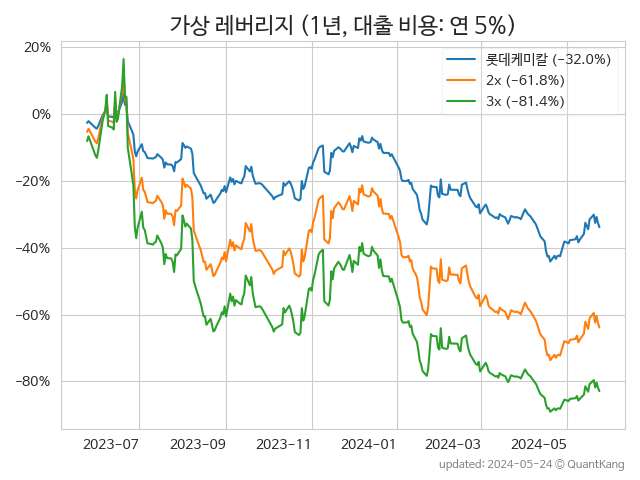 가상 레버리지 (1년, 대출 비용: 연 5%)
20%
0%
−20%
−40%
−60%
−80%
롯데케미칼 (−32.0%)
2x (−61.8%)
3x (−81.4%)
2023-07 2023-09 2023-11 2024-01 2024-03 2024-05
updated: 2024-05-24 © QuantKang